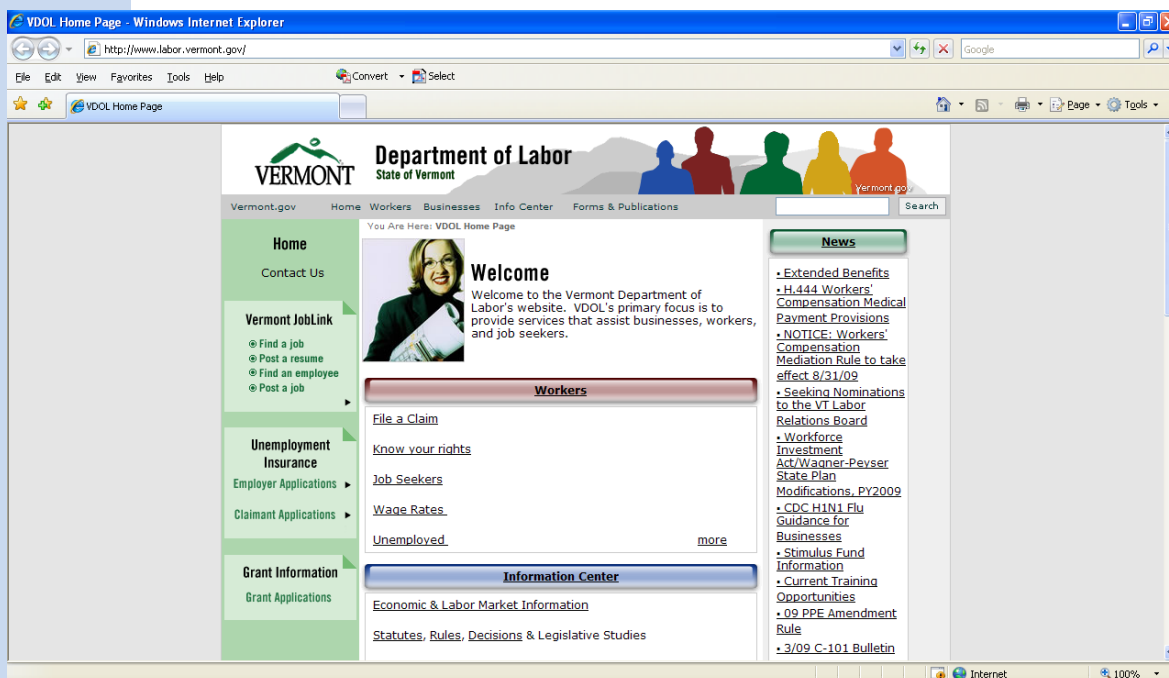 VDOL Home Page - Windows Internet Explorer
http://www.labor.vermont.gov/
Google
File Edit View Favorites Tools Help
Convert Select
VDOL Home Page
Page Tools
VERMONT
Department of Labor
State of Vermont
Vermont.gov
Vermont.gov Home Workers Businesses Info Center Forms & Publications
Search
Home
Contact Us
Vermont JobLink
Find a job
Post a resume
Find an employee
Post a job
Unemployment
Insurance
Employer Applications
Claimant Applications
Grant Information
Grant Applications
You Are Here: VDOL Home Page
Welcome
Welcome to the Vermont Department of
Labor's website. VDOL's primary focus is to
provide services that assist businesses, workers,
and job seekers.
Workers
File a Claim
Know your rights
Job Seekers
Wage Rates
Unemployed more
Information Center
Economic & Labor Market Information
Statutes, Rules, Decisions & Legislative Studies
News
• Extended Benefits
• H.444 Workers'
Compensation Medical
Payment Provisions
• NOTICE: Workers'
Compensation
Mediation Rule to take
effect 8/31/09
• Seeking Nominations
to the VT Labor
Relations Board
• Workforce
Investment
Act/Wagner-Peyser
State Plan
Modifications, PY2009
• CDC H1N1 Flu
Guidance for
Businesses
• Stimulus Fund
Information
• Current Training
Opportunities
• 09 PPE Amendment
Rule
• 3/09 C-101 Bulletin
Internet
100%